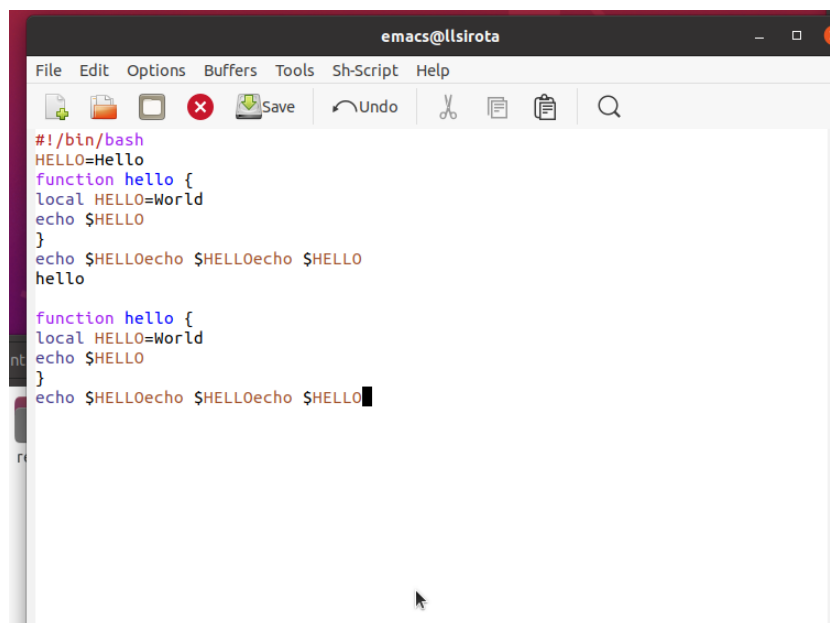 emacs@llsirota
File Edit Options Buffers Tools Sh-Script Help
Save Undo
#!/bin/bash
HELLO=Hello
function hello {
local HELLO=World
echo $HELLO
}
echo $HELLOecho $HELLOecho $HELLO
hello
function hello {
local HELLO=World
echo $HELLO
}
echo $HELLOecho $HELLOecho $HELLO